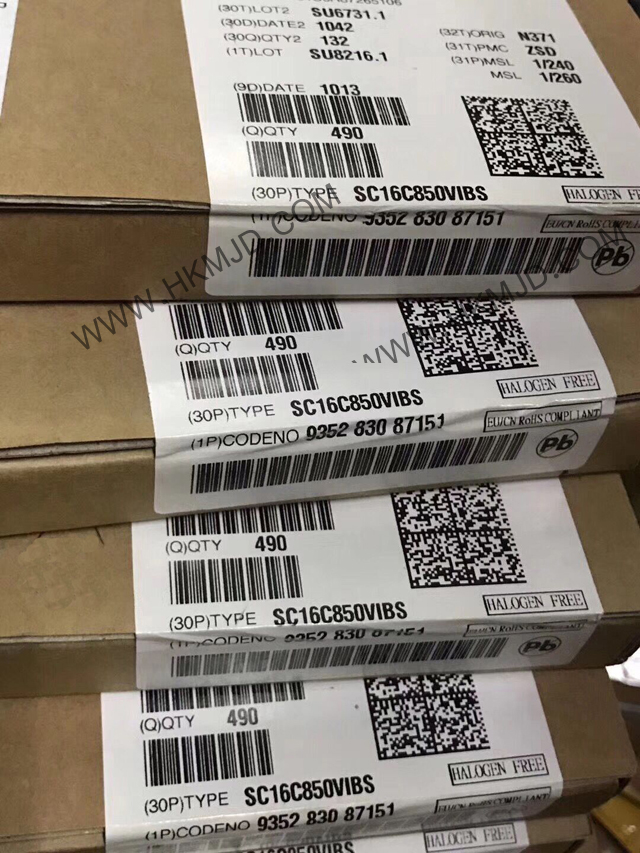 (30T)LOT2 SU6731.1
(30D)DATE2 1042
(30Q)QTY2 132
(1T)LOT SU8216.1
(32T)ORIG N371
(31T)PMC ZSD
(31P)MSL 1/240
MSL 1/260
(9D)DATE 1013
(Q)QTY 490
(30P)TYPE SC16C850VIBS
HALOGEN
9352 830 87151
EU/CN RoHS
Pb
WWW.HKMJD.COM
(Q)QTY 490
(30P)TYPE SC16C850VIBS
HALOGEN FREE
(1P)CODENO 9352 830 87151
EU/CN RoHS COMPLIANT
Pb
(Q)QTY 490
(30P)TYPE SC16C850VIBS
HALOGEN FREE
Pb
(Q)QTY 490
(30P)TYPE SC16C850VIBS
HALOGEN FREE
(1P)CODENO 9352 830 87151
HALOGEN FREE